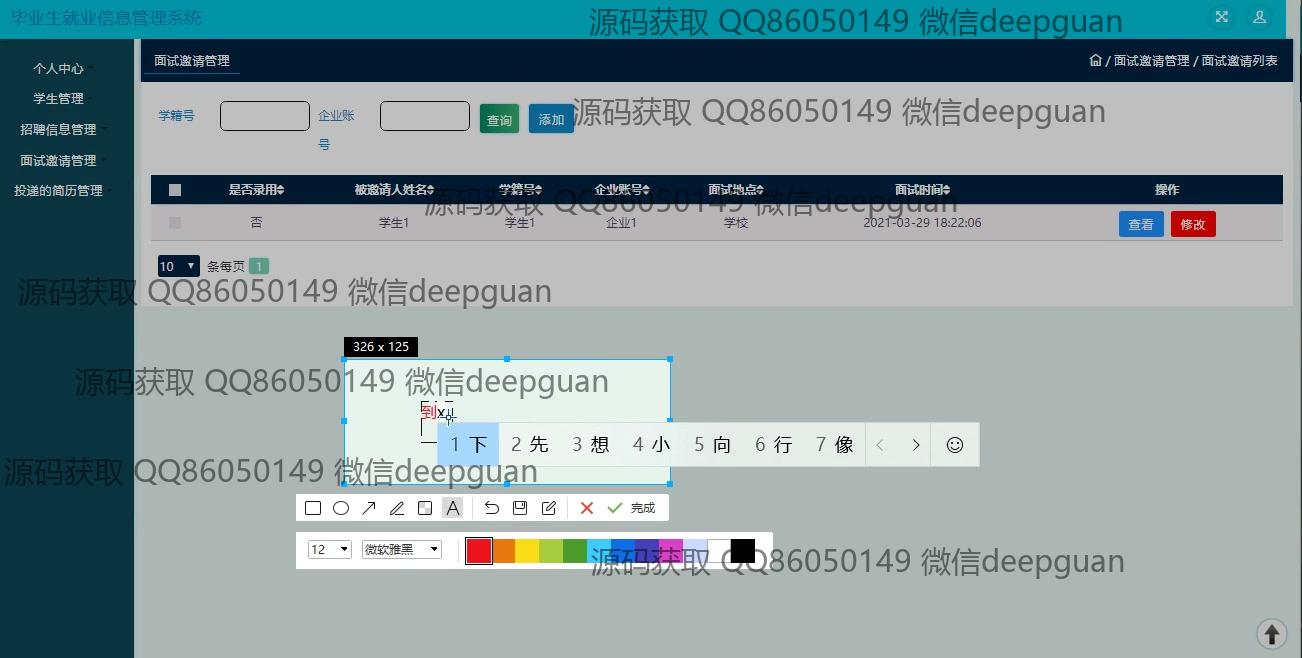 毕业生就业信息管理系统
源码获取 QQ86050149 微信deepguan
个人中心
学生管理
招聘信息管理
面试邀请管理
投递的简历管理
面试邀请管理
/ 面试邀请管理 / 面试邀请列表
学籍号 企业账号 查询 添加
源码获取 QQ86050149 微信deepguan
是否录用 被邀请人姓名 学籍号 企业账号 面试地点 面试时间 操作
源码获取 QQ86050149 微信deepguan
否 学生1 学生1 企业1 学校 2021-03-29 18:22:06 查看 修改
10 条每页 1
源码获取 QQ86050149 微信deepguan
326 x 125
源码获取 QQ86050149 微信deepguan
到x
1 下 2 先 3 想 4 小 5 向 6 行 7 像
源码获取 QQ86050149 微信deepguan
A 完成
12 微软雅黑
源码获取 QQ86050149 微信deepguan